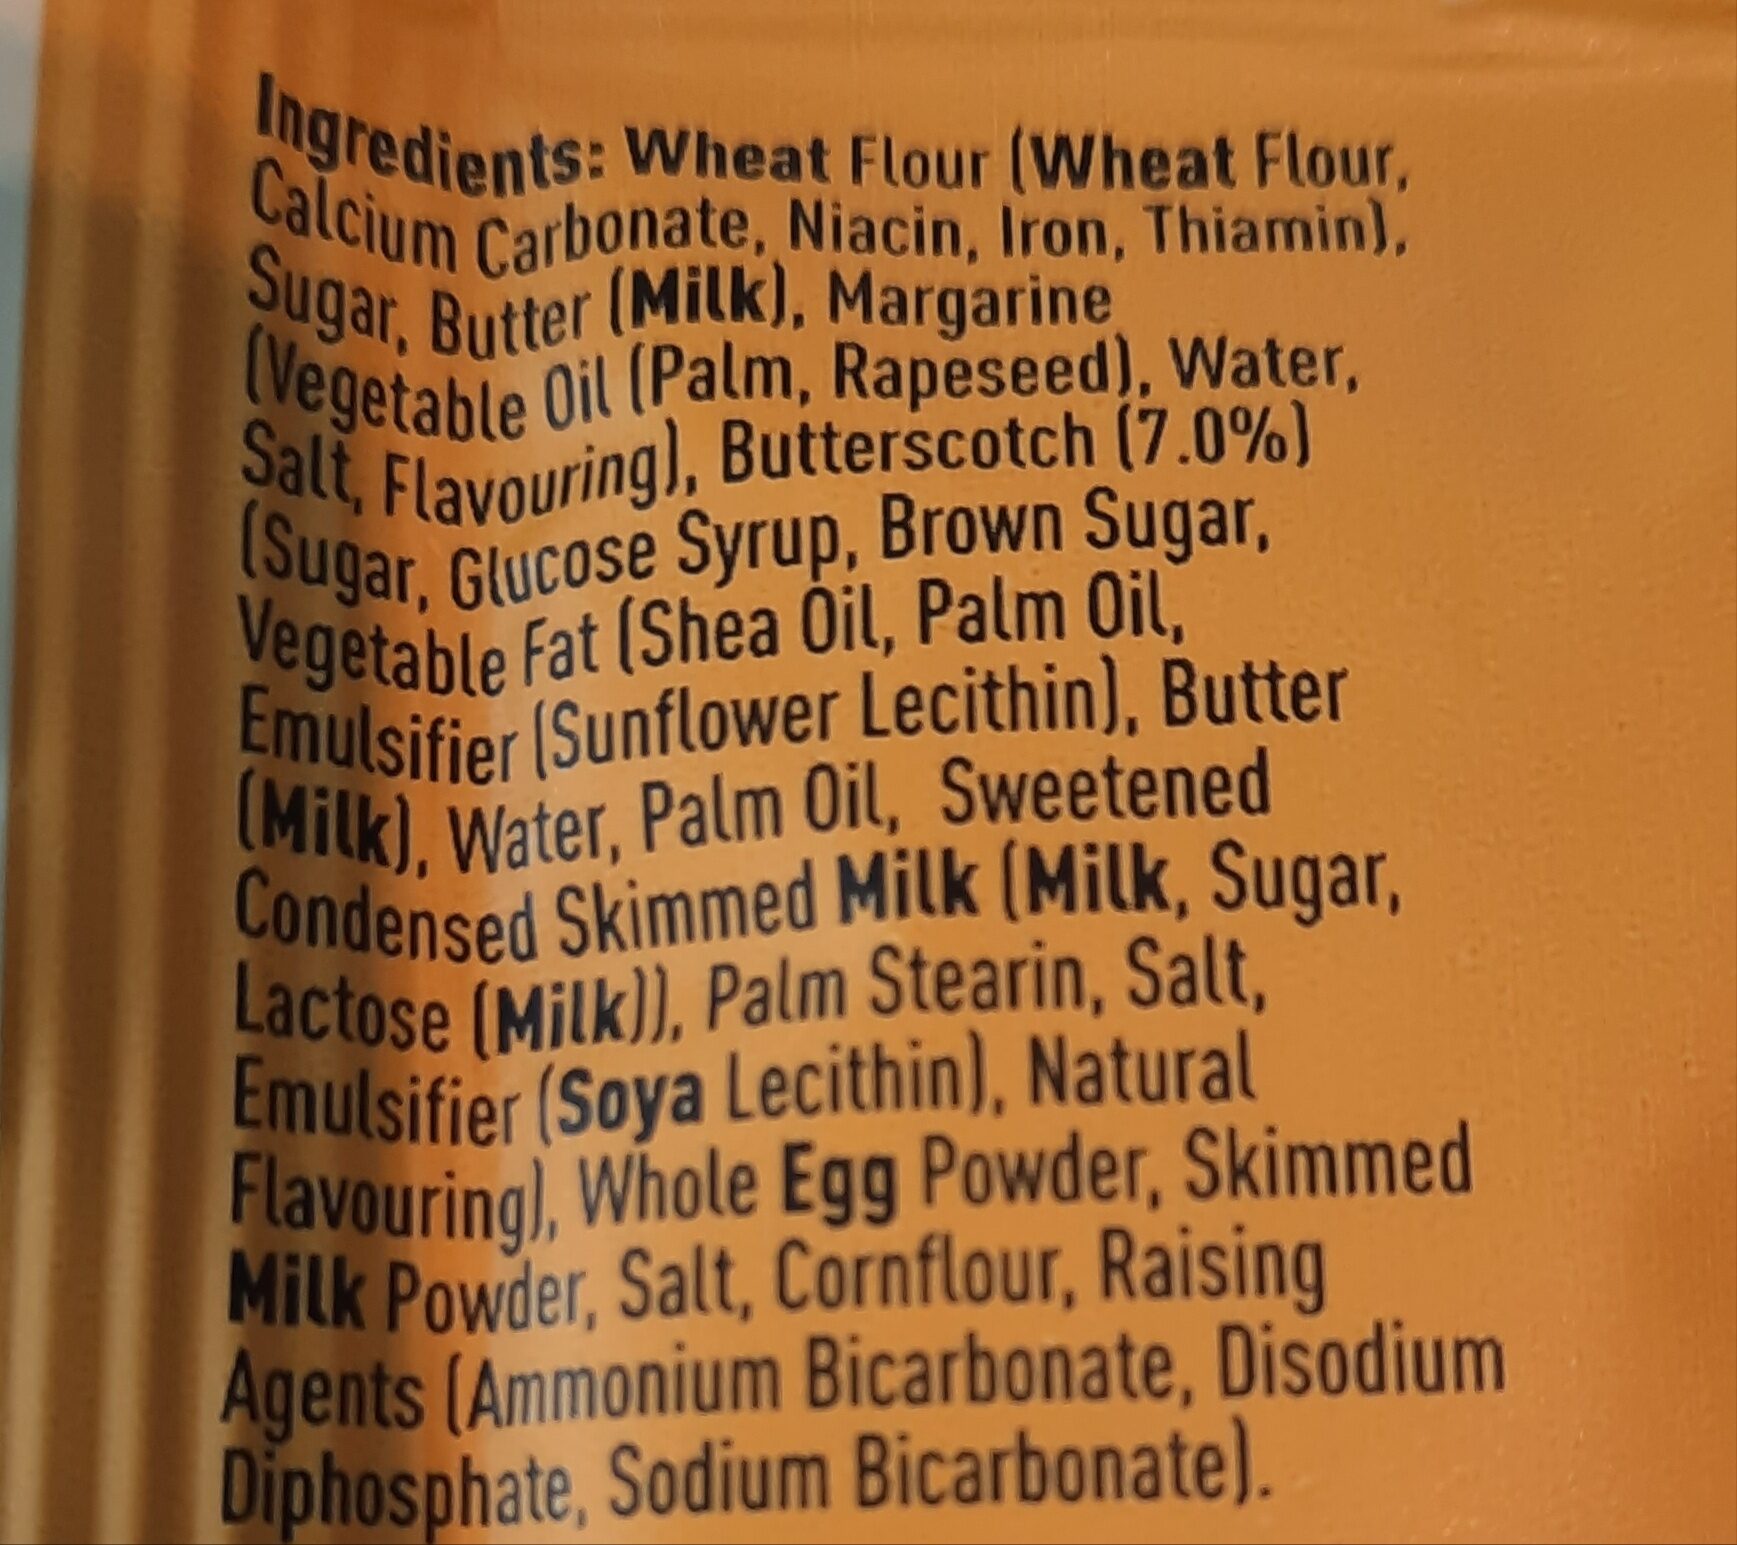 Ingredients: Wheat Flour (Wheat Flour,
Calcium Carbonate, Niacin, Iron, Thiamin),
Sugar, Butter (Milk), Margarine
(Vegetable Oil (Palm, Rapeseed), Water,
Salt, Flavouring), Butterscotch (7.0%)
(Sugar, Glucose Syrup, Brown Sugar,
Vegetable Fat (Shea Oil, Palm Oil,
Emulsifier (Sunflower Lecithin), Butter
(Milk), Water, Palm Oil, Sweetened
Condensed Skimmed Milk (Milk, Sugar,
Lactose (Milk)), Palm Stearin, Salt,
Emulsifier (Soya Lecithin), Natural
Flavouring), Whole Egg Powder, Skimmed
Milk Powder, Salt, Cornflour, Raising
Agents (Ammonium Bicarbonate, Disodium
Diphosphate, Sodium Bicarbonate).